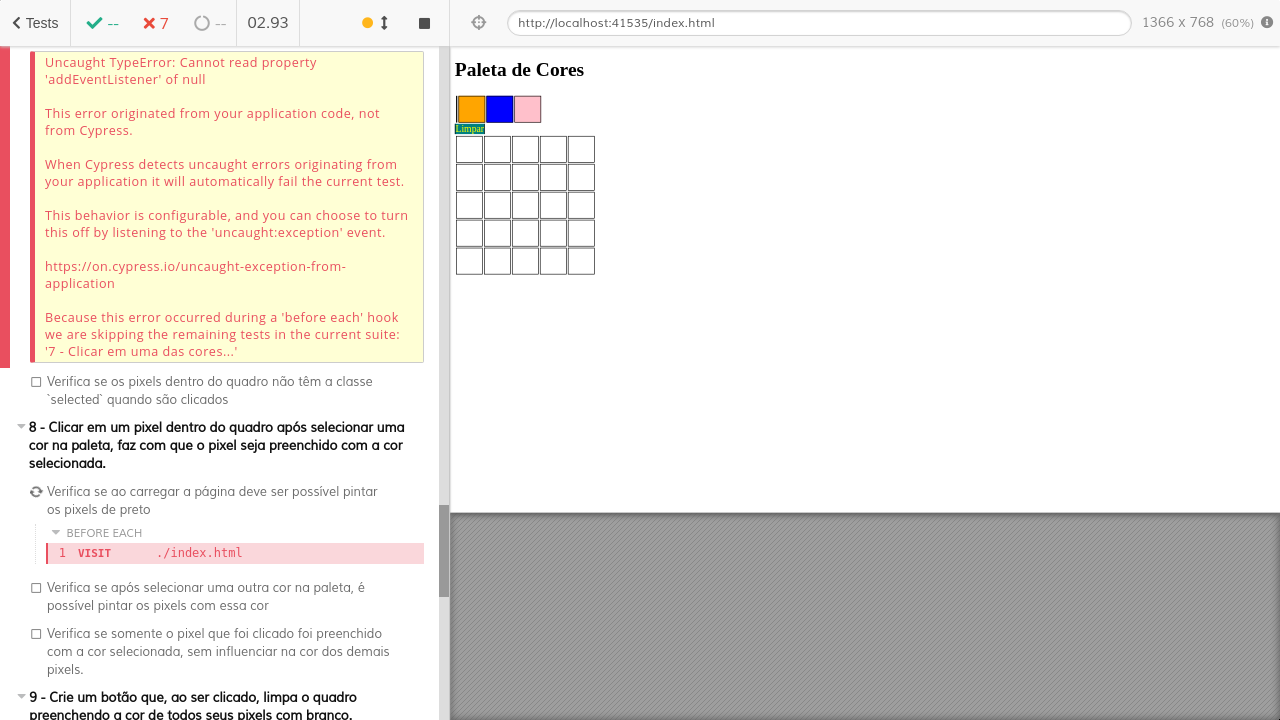 Tests
--
7
--
02.93
http://localhost:41535/index.html
1366 x 768 (60%)
Uncaught TypeError: Cannot read property
'addEventListener' of null
This error originated from your application code, not
from Cypress.
When Cypress detects uncaught errors originating from
your application it will automatically fail the current test.
This behavior is configurable, and you can choose to turn
this off by listening to the 'uncaught:exception' event.
https://on.cypress.io/uncaught-exception-from-
application
Because this error occurred during a 'before each' hook
we are skipping the remaining tests in the current suite:
'7 - Clicar em uma das cores...'
Verifica se os pixels dentro do quadro não têm a classe
`selected` quando são clicados
8 - Clicar em um pixel dentro do quadro após selecionar uma
cor na paleta, faz com que o pixel seja preenchido com a cor
selecionada.
Verifica se ao carregar a página deve ser possível pintar
os pixels de preto
BEFORE EACH
1 VISIT ./index.html
Verifica se após selecionar uma outra cor na paleta, é
possível pintar os pixels com essa cor
Verifica se somente o pixel que foi clicado foi preenchido
com a cor selecionada, sem influenciar na cor dos demais
pixels.
9 - Crie um botão que, ao ser clicado, limpa o quadro
preenchendo a cor de todos seus pixels com branco.
Paleta de Cores
Limpar